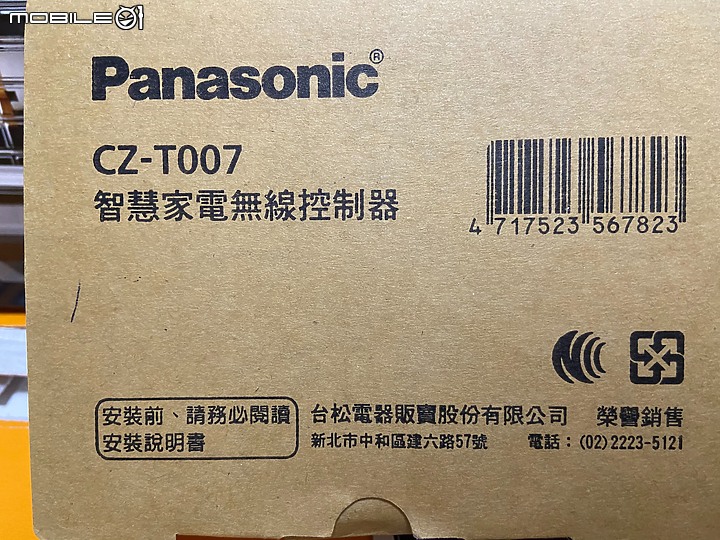 MOBILE01
Panasonic®
CZ-T007
智慧家電無線控制器
4 717523 567823
安裝前、請務必閱讀
安裝說明書
台松電器販賣股份有限公司 榮譽銷售
新北市中和區建六路57號 電話：(02)2223-5121